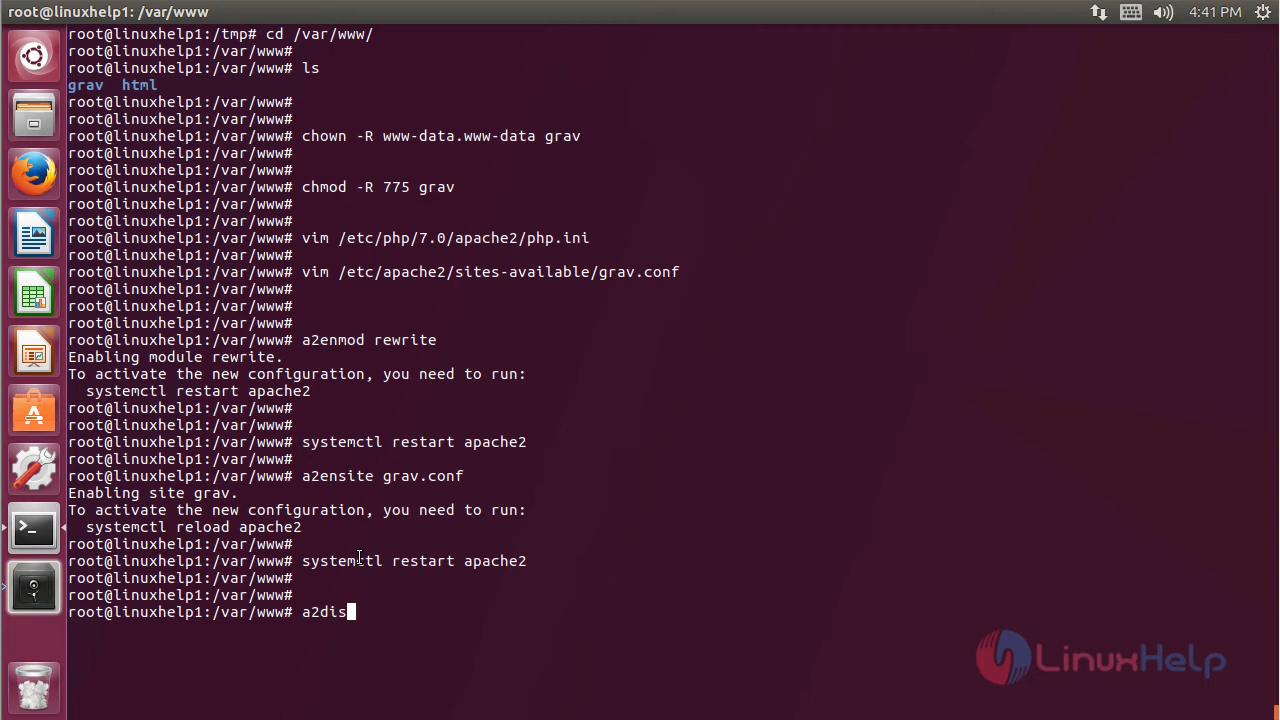 root@linuxhelp1: /var/www
4:41 PM
root@linuxhelp1:/tmp# cd /var/www/
root@linuxhelp1:/var/www#
root@linuxhelp1:/var/www# ls
grav  html
root@linuxhelp1:/var/www#
root@linuxhelp1:/var/www#
root@linuxhelp1:/var/www# chown -R www-data.www-data grav
root@linuxhelp1:/var/www#
root@linuxhelp1:/var/www#
root@linuxhelp1:/var/www# chmod -R 775 grav
root@linuxhelp1:/var/www#
root@linuxhelp1:/var/www#
root@linuxhelp1:/var/www# vim /etc/php/7.0/apache2/php.ini
root@linuxhelp1:/var/www#
root@linuxhelp1:/var/www# vim /etc/apache2/sites-available/grav.conf
root@linuxhelp1:/var/www#
root@linuxhelp1:/var/www#
root@linuxhelp1:/var/www#
root@linuxhelp1:/var/www# a2enmod rewrite
Enabling module rewrite.
To activate the new configuration, you need to run:
  systemctl restart apache2
root@linuxhelp1:/var/www#
root@linuxhelp1:/var/www#
root@linuxhelp1:/var/www# systemctl restart apache2
root@linuxhelp1:/var/www#
root@linuxhelp1:/var/www# a2ensite grav.conf
Enabling site grav.
To activate the new configuration, you need to run:
  systemctl reload apache2
root@linuxhelp1:/var/www#
root@linuxhelp1:/var/www# systemctl restart apache2
root@linuxhelp1:/var/www#
root@linuxhelp1:/var/www#
root@linuxhelp1:/var/www# a2dis
LinuxHelp